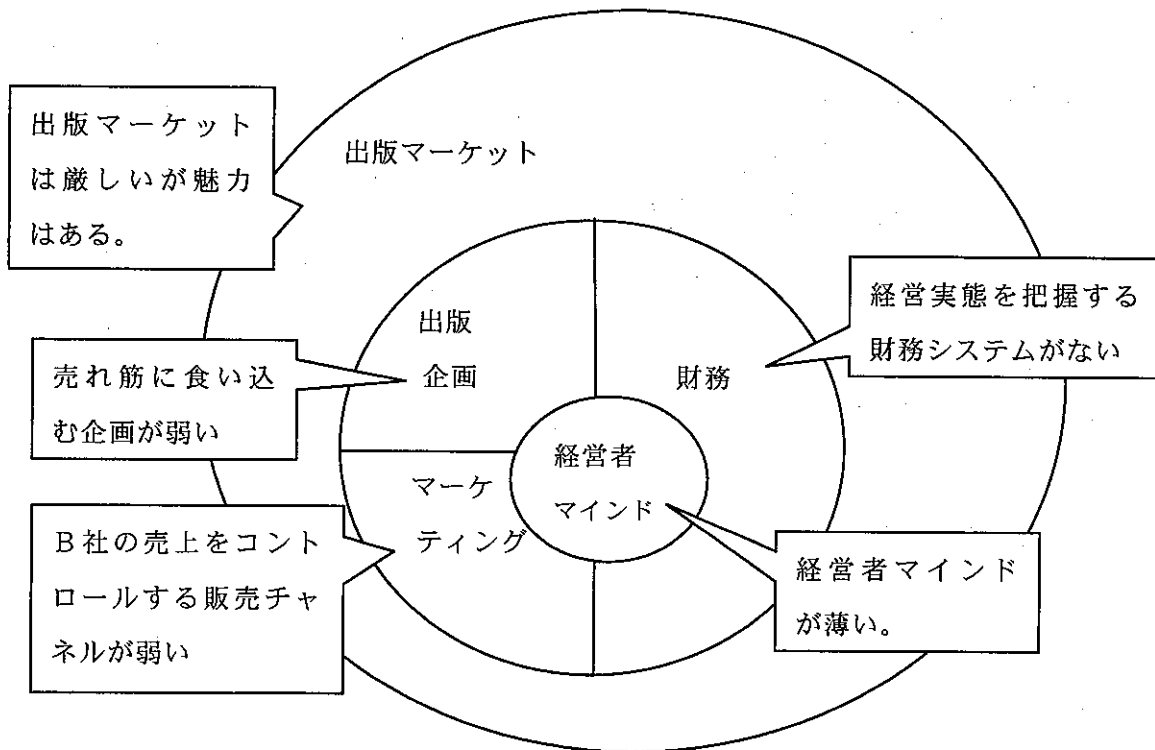 出版マーケット
は厳しいが魅力
はある。
出版マーケット
経営実態を把握する
財務システムがない
出版
企画
財務
売れ筋に食い込
む企画が弱い
経営者
マインド
マーケ
ティング
B社の売上をコント
ロールする販売チャ
ネルが弱い
経営者マインド
が薄い。